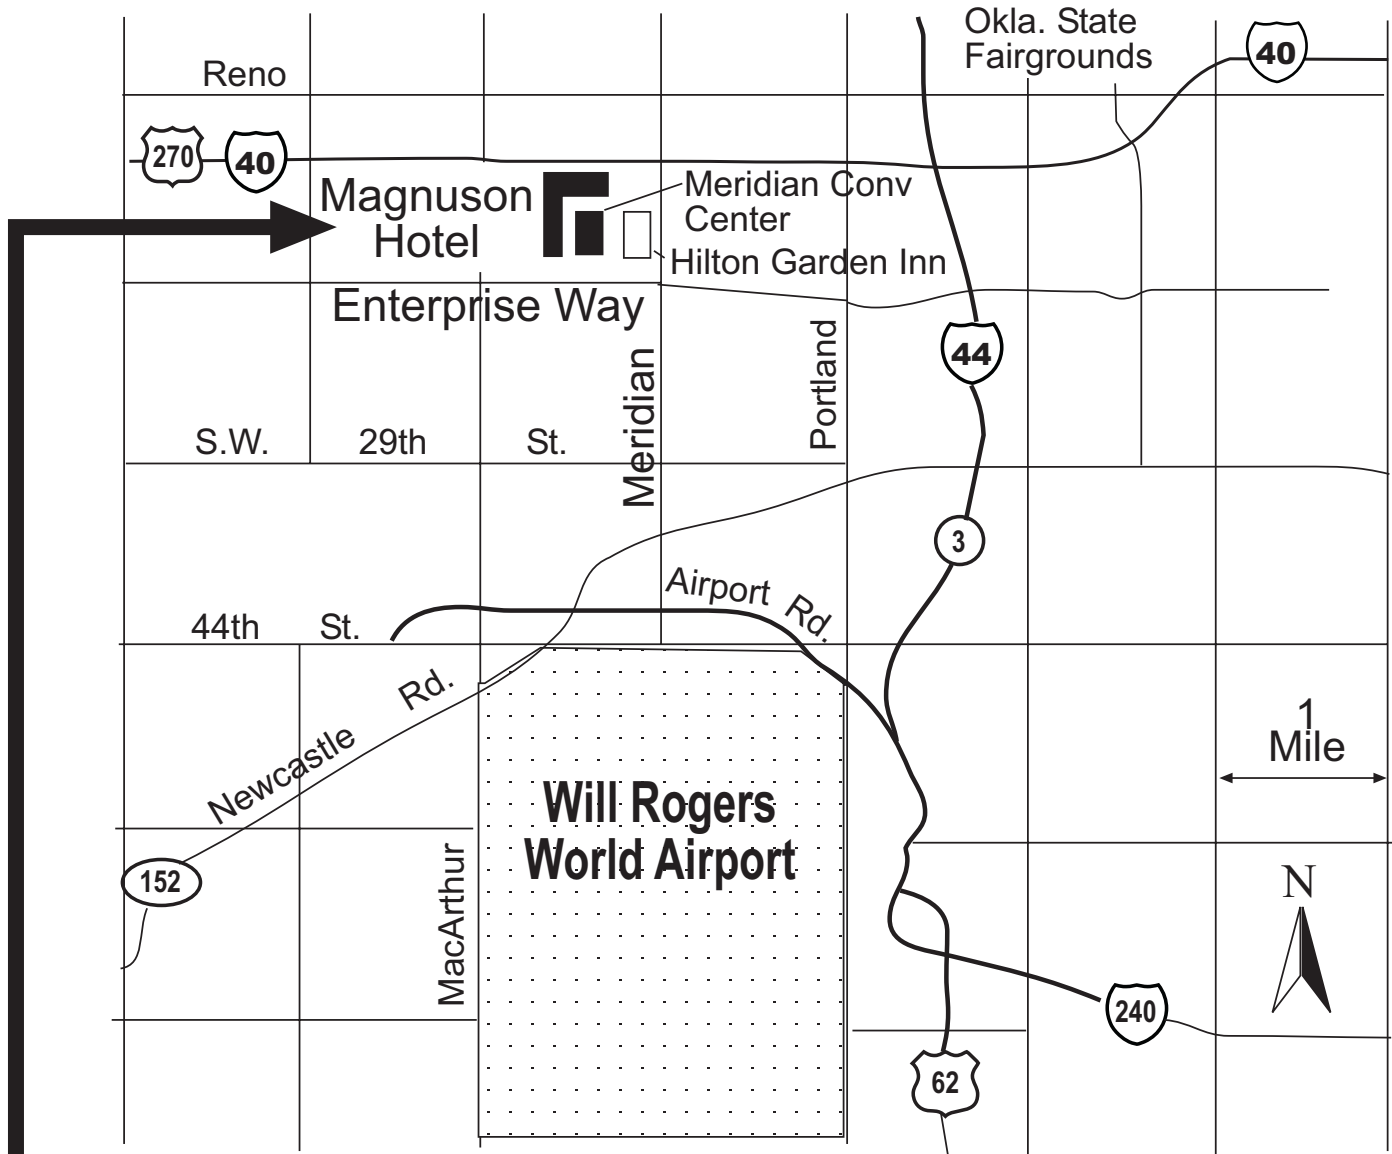 Okla. State
Fairgrounds
40
Reno
270
40
Magnuson
Hotel
Meridian Conv
Center
Hilton Garden Inn
Enterprise Way
44
Portland
Meridian
S.W. 29th St.
3
Airport Rd.
44th St.
Newcastle Rd.
1
Mile
Will Rogers
World Airport
152
MacArthur
N
240
62